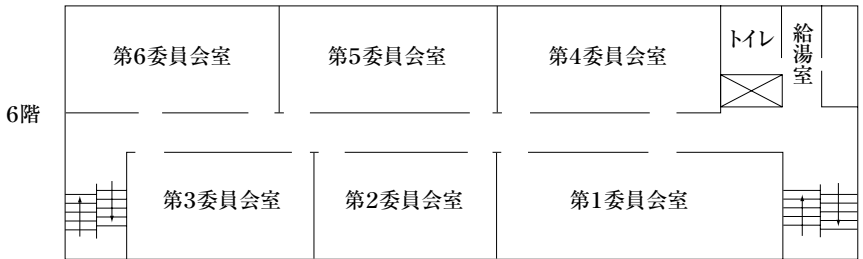 第6委員会室
第5委員会室
第4委員会室
トイレ
給湯室
6階
第3委員会室
第2委員会室
第1委員会室